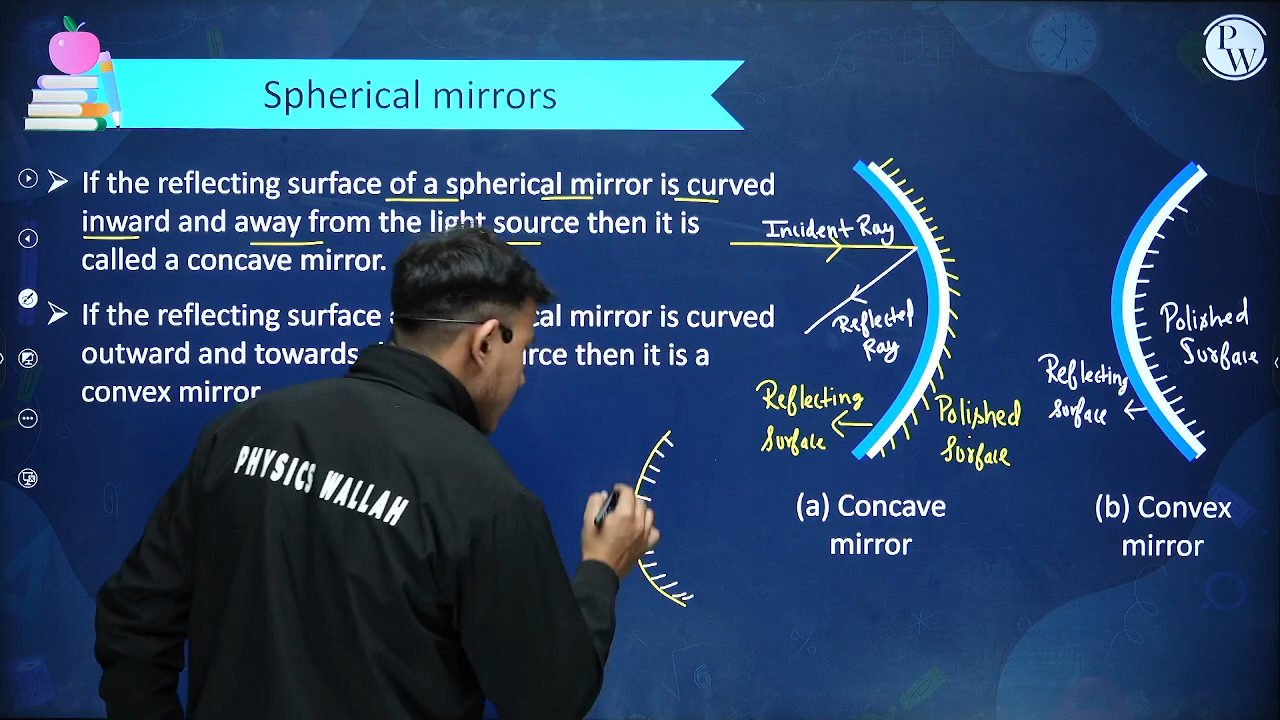 Spherical mirrors
If the reflecting surface of a spherical mirror is curved
inward and away from the light source then it is
called a concave mirror.
If the reflecting surface cal mirror is curved
outward and towards rce then it is a
convex mirror
Incident Ray
Reflected
Ray
Reflecting
Surface
Polished
Surface
(a) Concave
mirror
Polished
Surface
Reflecting
Surface
(b) Convex
mirror
PHYSICS WALLAH
PW